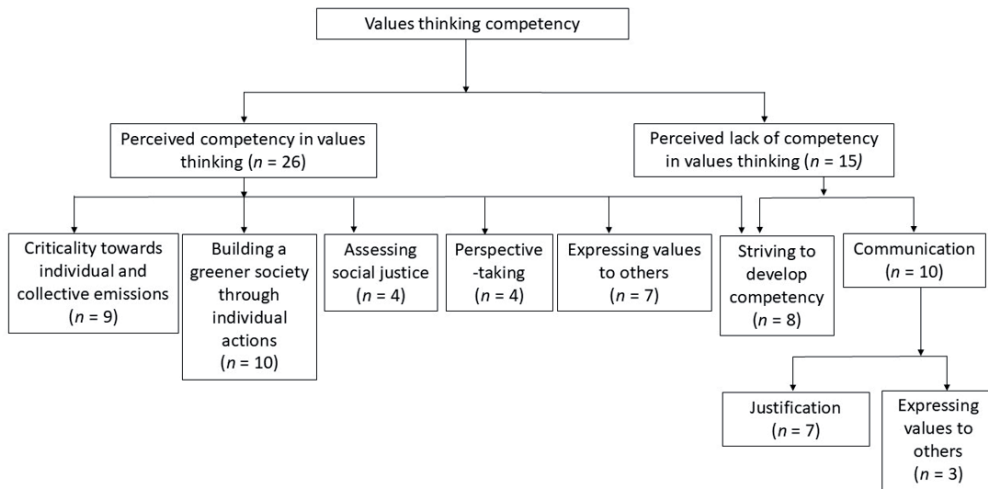 Values thinking competency
Perceived competency in values
thinking (n = 26)
Perceived lack of competency
in values thinking (n = 15)
Criticality towards
individual and
collective emissions
(n = 9)
Building a
greener society
through
individual
actions
(n = 10)
Assessing
social justice
(n = 4)
Perspective
-taking
(n = 4)
Expressing values
to others
(n = 7)
Striving to
develop
competency
(n = 8)
Communication
(n = 10)
Justification
(n = 7)
Expressing
values to
others
(n = 3)